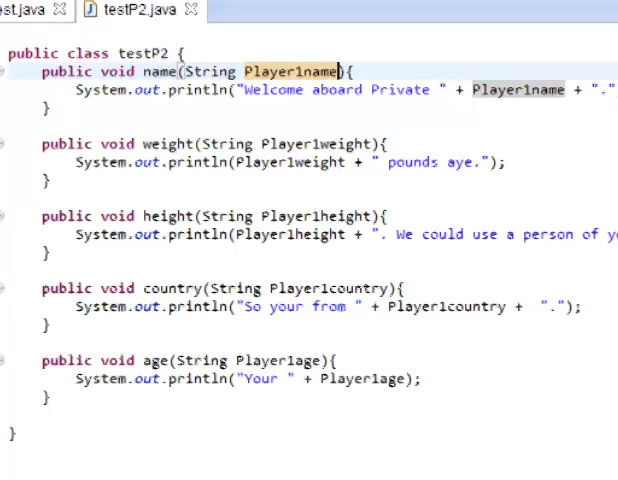 est.java testP2.java
public class testP2 {
public void name(String Player1name){
System.out.println("Welcome aboard Private " + Player1name + "."
}
public void weight(String Player1weight){
System.out.println(Player1weight + " pounds aye.");
}
public void height(String Player1height){
System.out.println(Player1height + ". We could use a person of y
}
public void country(String Player1country){
System.out.println("So your from " + Player1country + ".");
}
public void age(String Player1age){
System.out.println("Your " + Player1age);
}
}